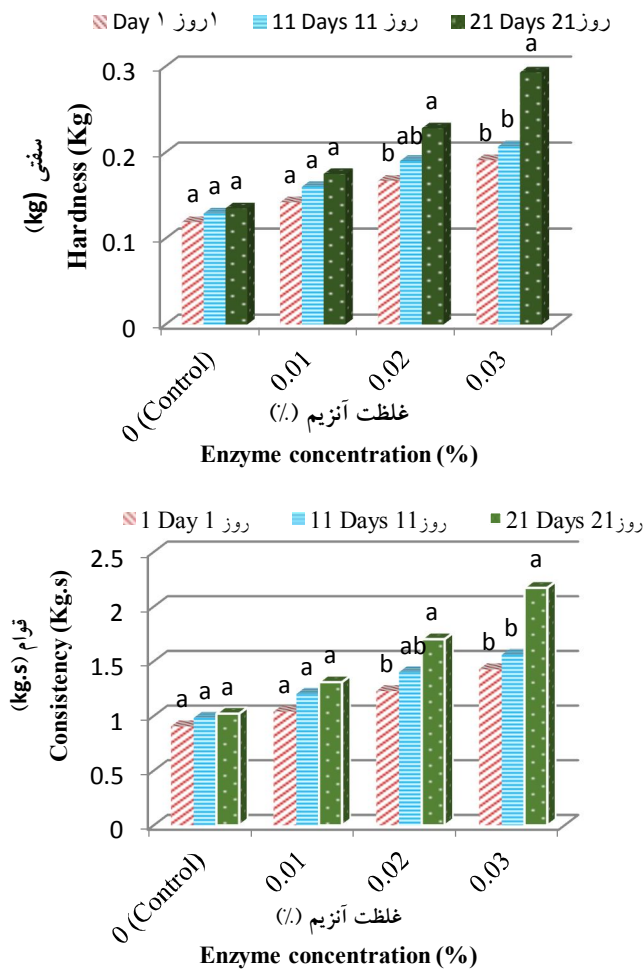 Day 1 روز۱ 11 Days 11 روز 21 Days 21روز
سفتی (kg)
Hardness (Kg)
0.3
0.2
0.1
0
a a a
a a a
b ab a
b b a
0 (Control) 0.01 0.02 0.03
غلظت آنزیم (٪)
Enzyme concentration (%)
1 Day 1 روز 11 Days 11روز 21 Days 21روز
قوام (kg.s)
Consistency (Kg.s)
2.5
2
1.5
1
0.5
0
a a a
a a a
b ab a
b b a
0 (Control) 0.01 0.02 0.03
غلظت آنزیم (٪)
Enzyme concentration (%)